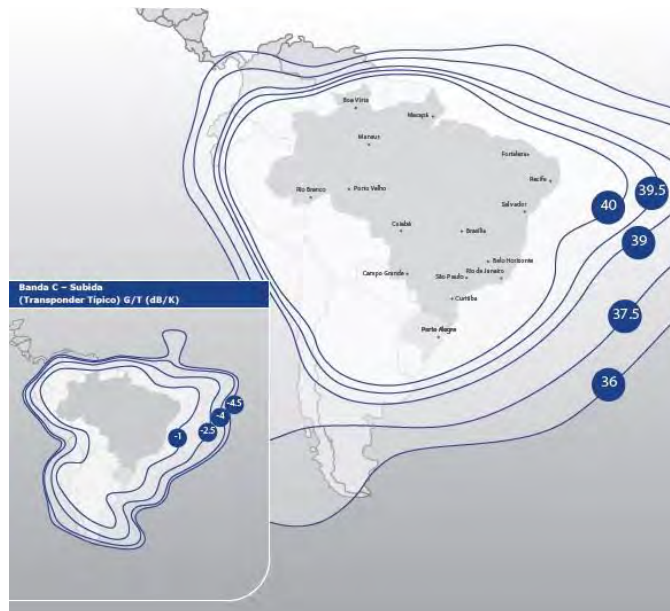 Boa Vista
Macapá
Manaus
Fortaleza
Recife
Rio Branco
Porto Velho
Salvador
40
39.5
Cuiabá
Brasília
39
Belo Horizonte
Campo Grande
São Paulo
Rio de Janeiro
Curitiba
37.5
Porto Alegre
36
Banda C – Subida
(Transponder Típico) G/T (dB/K)
-4.5
-4
-2.5
-1